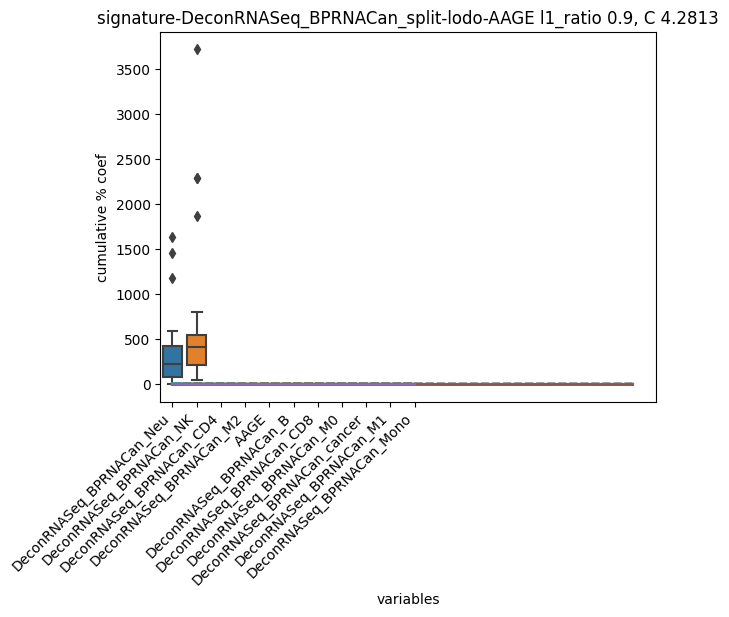 signature-DeconRNASeq_BPRNACan_split-lodo-AAGE l1_ratio 0.9, C 4.2813
cumulative % coef
3500
3000
2500
2000
1500
1000
500
0
DeconRNASeq_BPRNACan_Neu
DeconRNASeq_BPRNACan_NK
DeconRNASeq_BPRNACan_CD4
DeconRNASeq_BPRNACan_M2
AAGE
DeconRNASeq_BPRNACan_B
DeconRNASeq_BPRNACan_CD8
DeconRNASeq_BPRNACan_M0
DeconRNASeq_BPRNACan_cancer
DeconRNASeq_BPRNACan_M1
DeconRNASeq_BPRNACan_Mono
variables